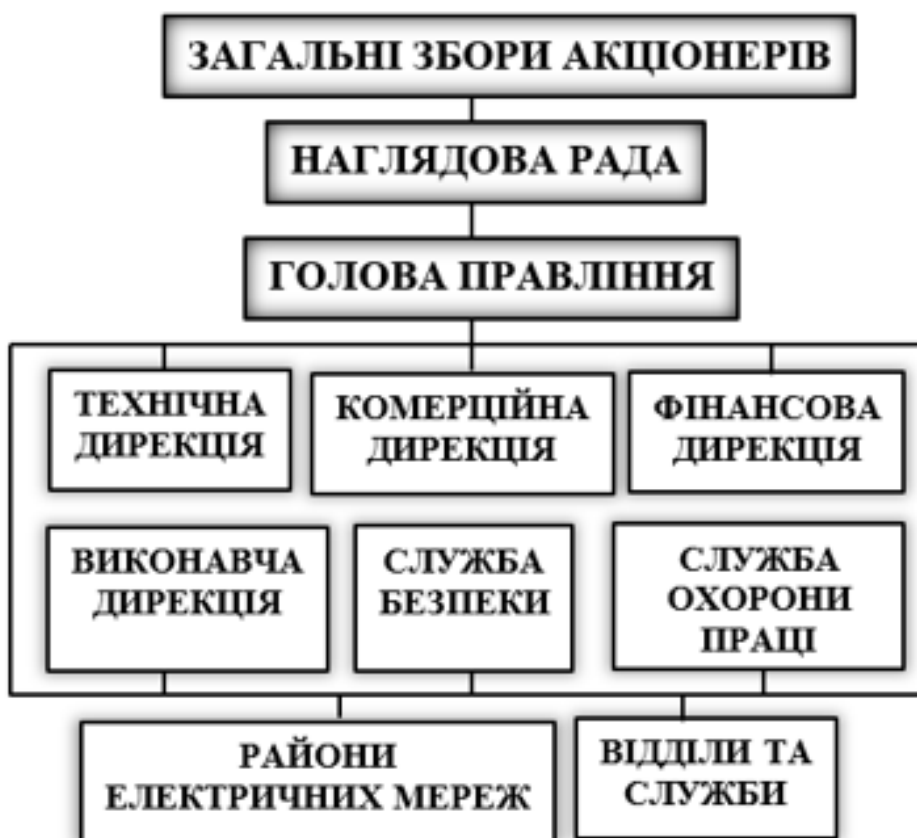 ЗАГАЛЬНІ ЗБОРИ АКЦІОНЕРІВ
НАГЛЯДОВА РАДА
ГОЛОВА ПРАВЛІННЯ
ТЕХНІЧНА
ДИРЕКЦІЯ
КОМЕРЦІЙНА
ДИРЕКЦІЯ
ФІНАНСОВА
ДИРЕКЦІЯ
ВИКОНАВЧА
ДИРЕКЦІЯ
СЛУЖБА
БЕЗПЕКИ
СЛУЖБА
ОХОРОНИ
ПРАЦІ
РАЙОНИ
ЕЛЕКТРИЧНИХ МЕРЕЖ
ВІДДІЛИ ТА
СЛУЖБИ